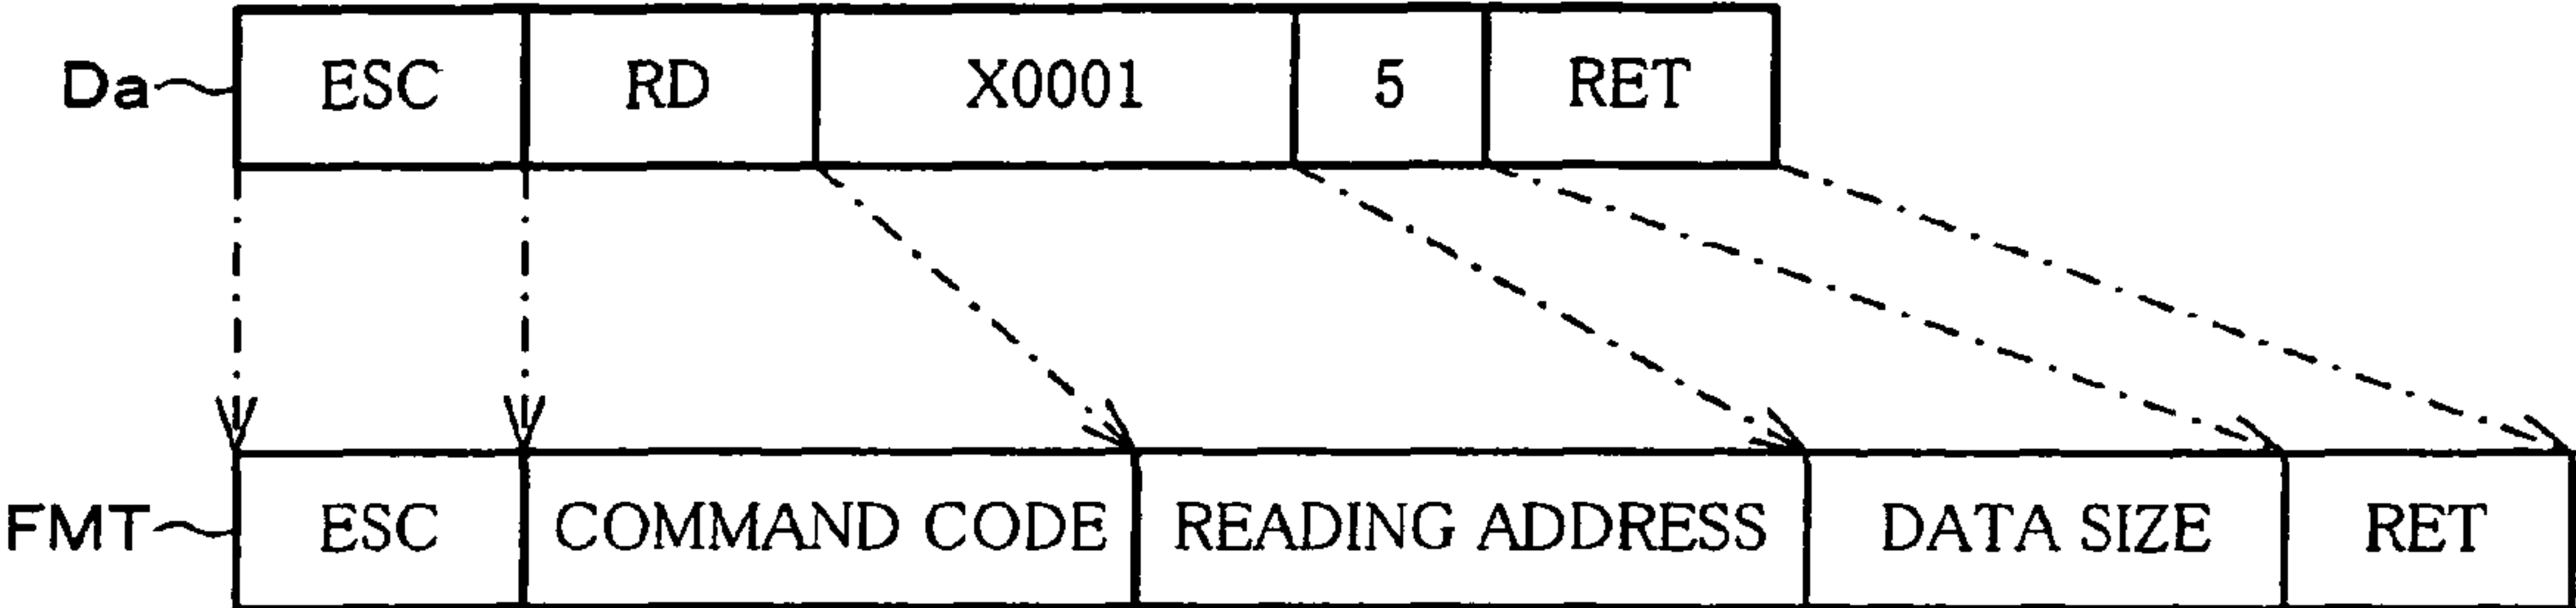 Da ESC RD X0001 5 RET
FMT ESC COMMAND CODE READING ADDRESS DATA SIZE RET